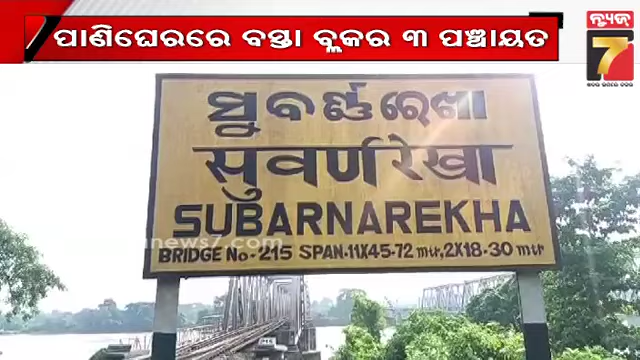 ପାଣିଘେରରେ ବସ୍ତା ବ୍ଲକର ୩ ପଞ୍ଚାୟତ
ନ୍ୟୁଜ୍
7
ସୁବର୍ଣ୍ଣରେଖା
सुवर्णरेखा
SUBARNAREKHA
BRIDGE No-215 SPAN-11X45-72 mtr,2X18-30 mtr